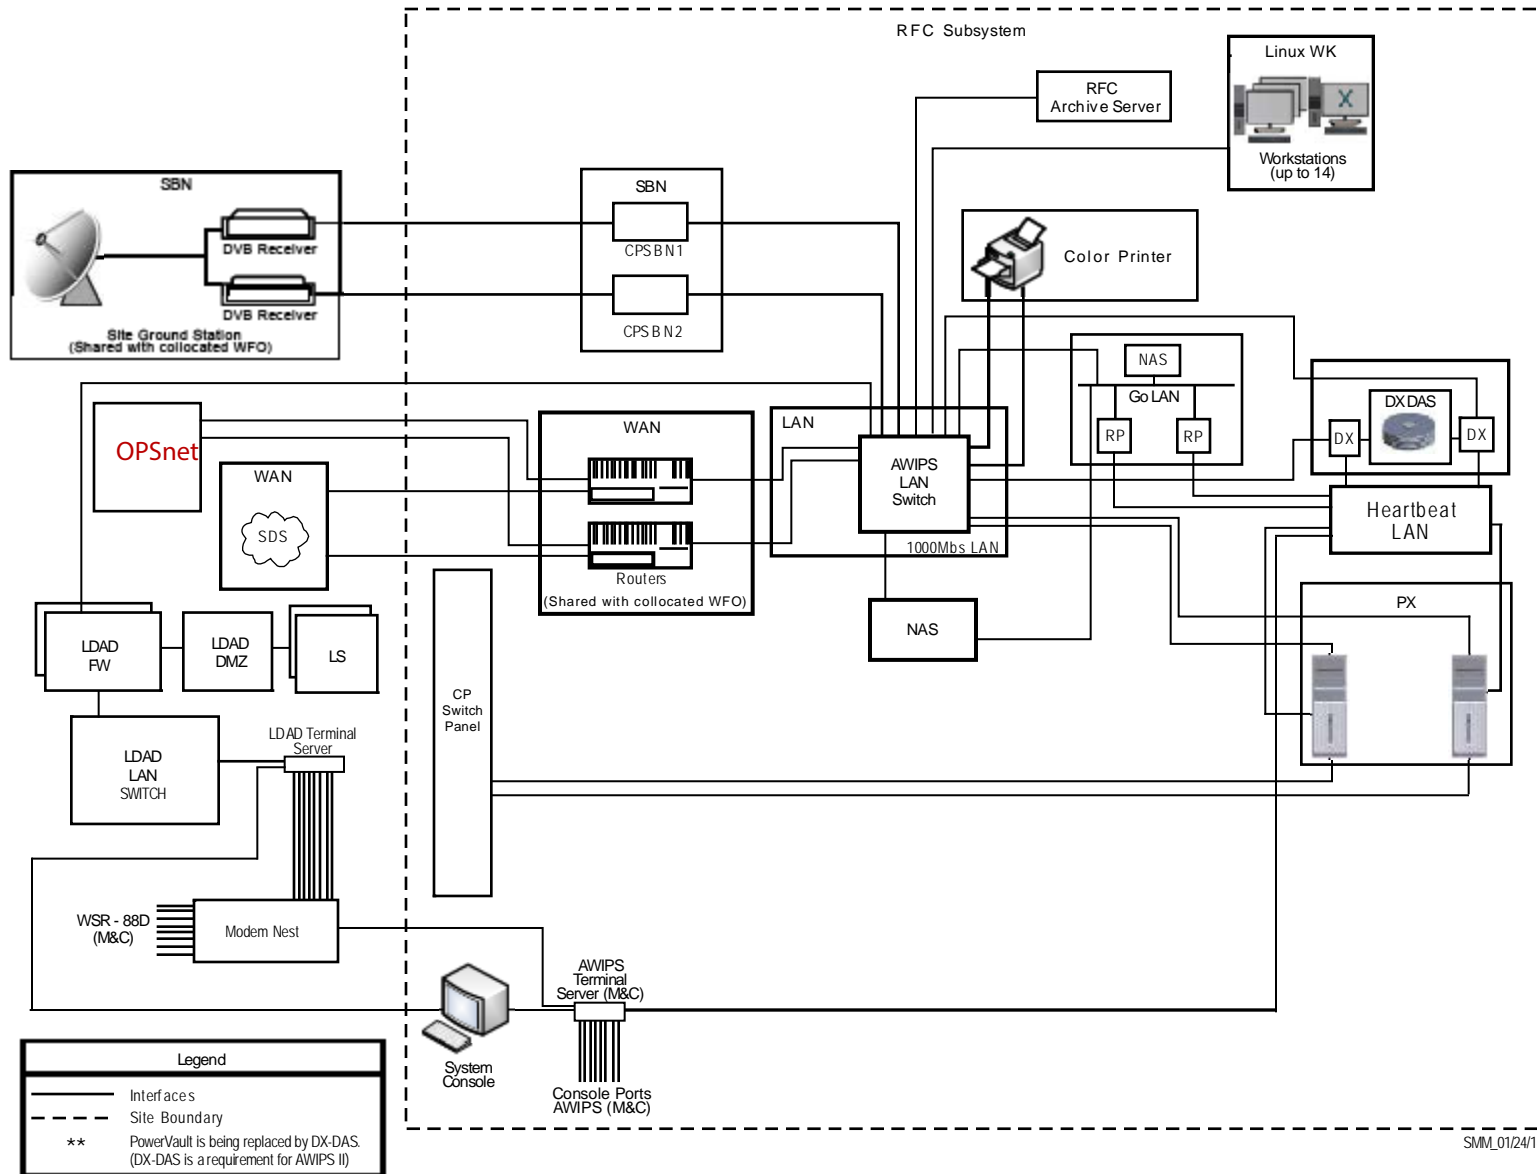 RFC Subsystem
Linux WK
Workstations
(up to 14)
RFC
Archive Server
SBN
DVB Receiver
DVB Receiver
Site Ground Station
(Shared with collocated WFO)
SBN
CPSBN1
CPSBN2
Color Printer
NAS
Go LAN
RP
RP
DX DAS
DX
DX
Heartbeat
LAN
OPSnet
WAN
SDS
WAN
Routers
(Shared with collocated WFO)
LAN
AWIPS
LAN
Switch
1000Mbs LAN
NAS
PX
LDAD
FW
LDAD
DMZ
LS
LDAD
LAN
SWITCH
LDAD Terminal
Server
CP
Switch
Panel
WSR - 88D
(M&C)
Modem Nest
System
Console
AWIPS
Terminal
Server (M&C)
Console Ports
AWIPS (M&C)
Legend
Interfaces
Site Boundary
** PowerVault is being replaced by DX-DAS.
(DX-DAS is a requirement for AWIPS II)
SMM_01/24/1